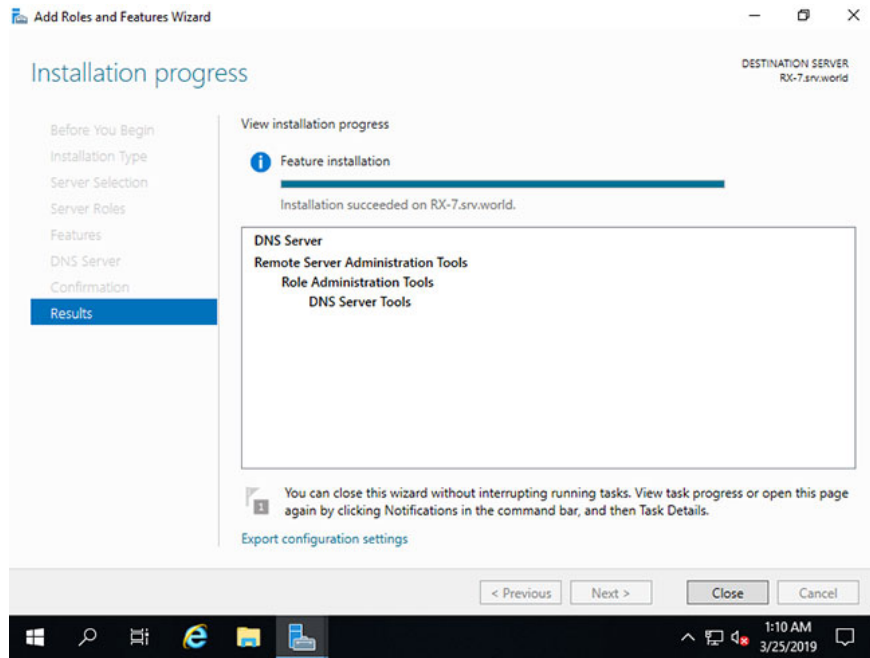 Add Roles and Features Wizard
Installation progress
DESTINATION SERVER
RX-7.srv.world
Before You Begin
Installation Type
Server Selection
Server Roles
Features
DNS Server
Confirmation
Results
View installation progress
Feature installation
Installation succeeded on RX-7.srv.world.
DNS Server
Remote Server Administration Tools
Role Administration Tools
DNS Server Tools
1
You can close this wizard without interrupting running tasks. View task progress or open this page
again by clicking Notifications in the command bar, and then Task Details.
Export configuration settings
< Previous
Next >
Close
Cancel
1:10 AM
3/25/2019